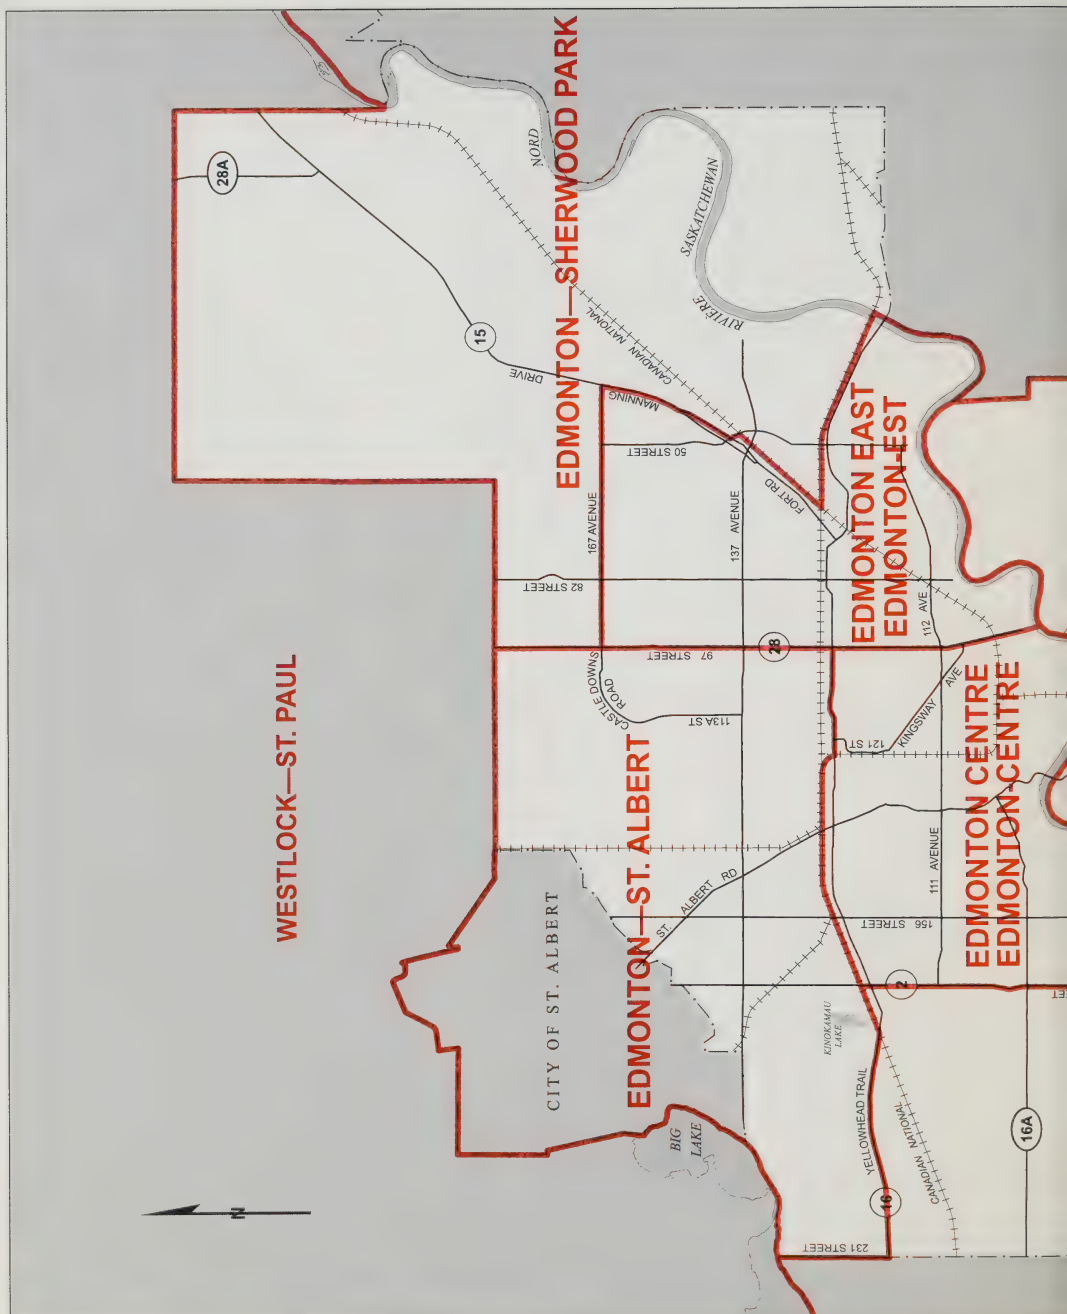 WESTLOCK—ST. PAUL
EDMONTON—SHERWOOD PARK
EDMONTON—ST. ALBERT
EDMONTON EAST
EDMONTON-EST
EDMONTON CENTRE
EDMONTON-CENTRE
CITY OF ST. ALBERT
BIG
LAKE
KINOKAMAU
LAKE
N
28A
15
28
2
16
16A
NORD
SASKATCHEWAN
RIVIÈRE
MANNING
DRIVE
CANADIAN NATIONAL
50 STREET
FORT RD
167 AVENUE
137 AVENUE
82 STREET
97 STREET
CASTLE DOWNS
ROAD
113A ST
112 AVE
121 ST
KINGSWAY AVE
ST. ALBERT RD
111 AVENUE
156 STREET
YELLOWHEAD TRAIL
CANADIAN NATIONAL
231 STREET